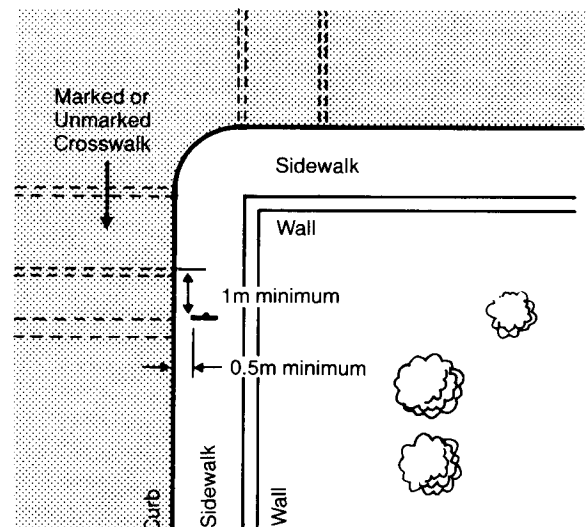 Marked or
Unmarked
Crosswalk
Sidewalk
Wall
1m minimum
0.5m minimum
Curb
Sidewalk
Wall